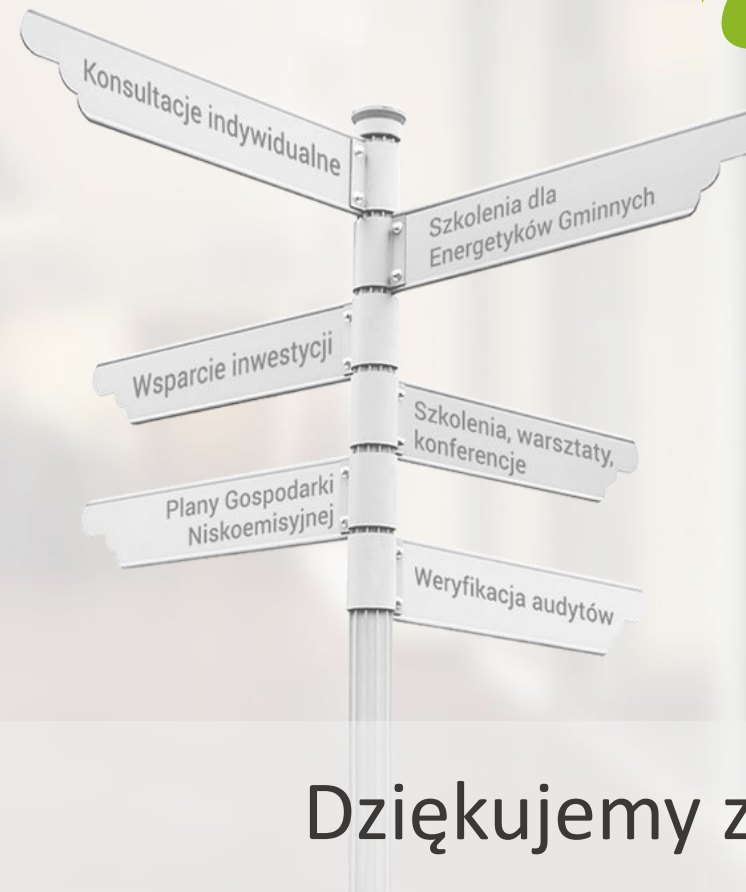 Konsultacje indywidualne
Szkolenia dla
Energetyków Gminnych
Wsparcie inwestycji
Szkolenia, warsztaty,
konferencje
Plany Gospodarki
Niskoemisyjnej
Weryfikacja audytów
Dziękujemy z